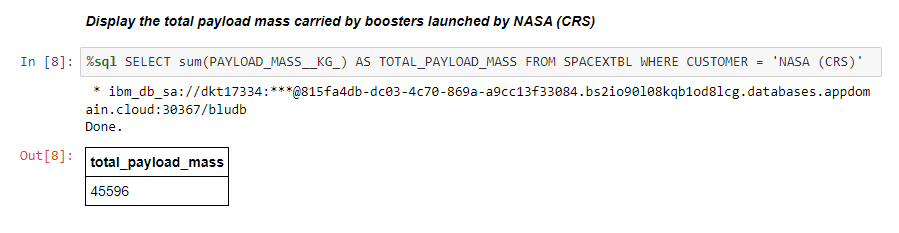 Display the total payload mass carried by boosters launched by NASA (CRS)
In [8]: %sql SELECT sum(PAYLOAD_MASS__KG_) AS TOTAL_PAYLOAD_MASS FROM SPACEXTBL WHERE CUSTOMER = 'NASA (CRS)'
* ibm_db_sa://dkt17334:***@815fa4db-dc03-4c70-869a-a9cc13f33084.bs2io90l08kqb1od8lcg.databases.appdom
ain.cloud:30367/bludb
Done.
Out[8]: total_payload_mass
45596